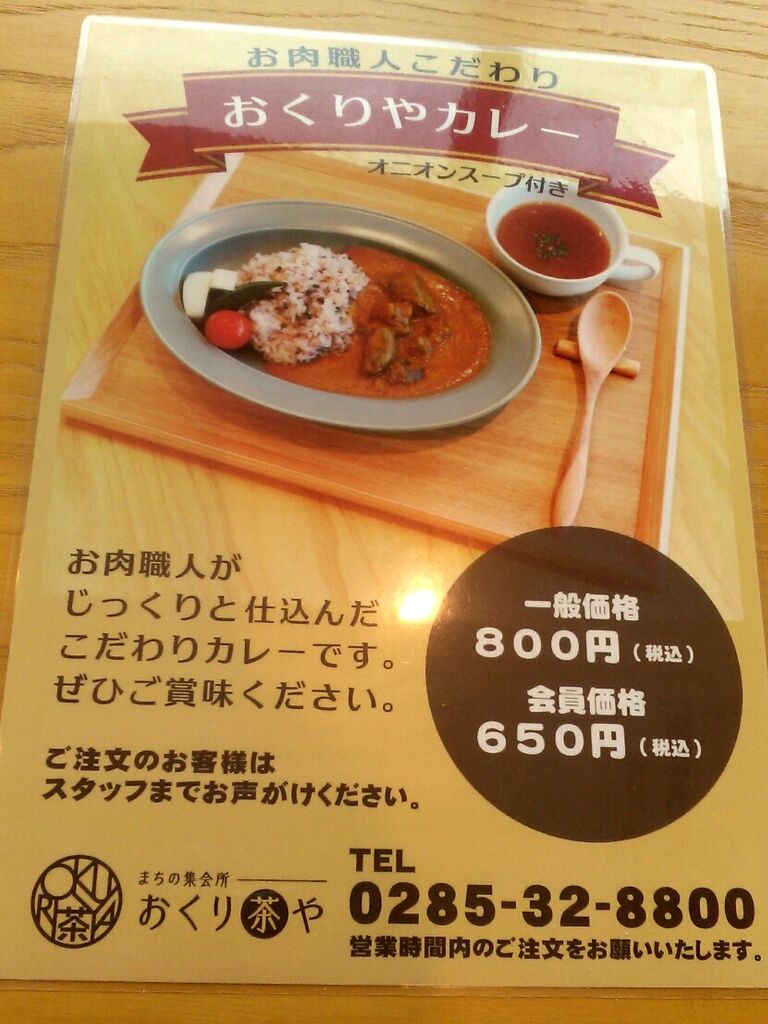 お肉職人こだわり
おくりやカレー
オニオンスープ付き
お肉職人が
じっくりと仕込んだ
こだわりカレーです。
ぜひご賞味ください。
一般価格
800円（税込）
会員価格
650円（税込）
ご注文のお客様は
スタッフまでお声がけください。
OKURIYA
茶
まちの集会所
おくり茶や
TEL
0285-32-8800
営業時間内のご注文をお願いいたします。